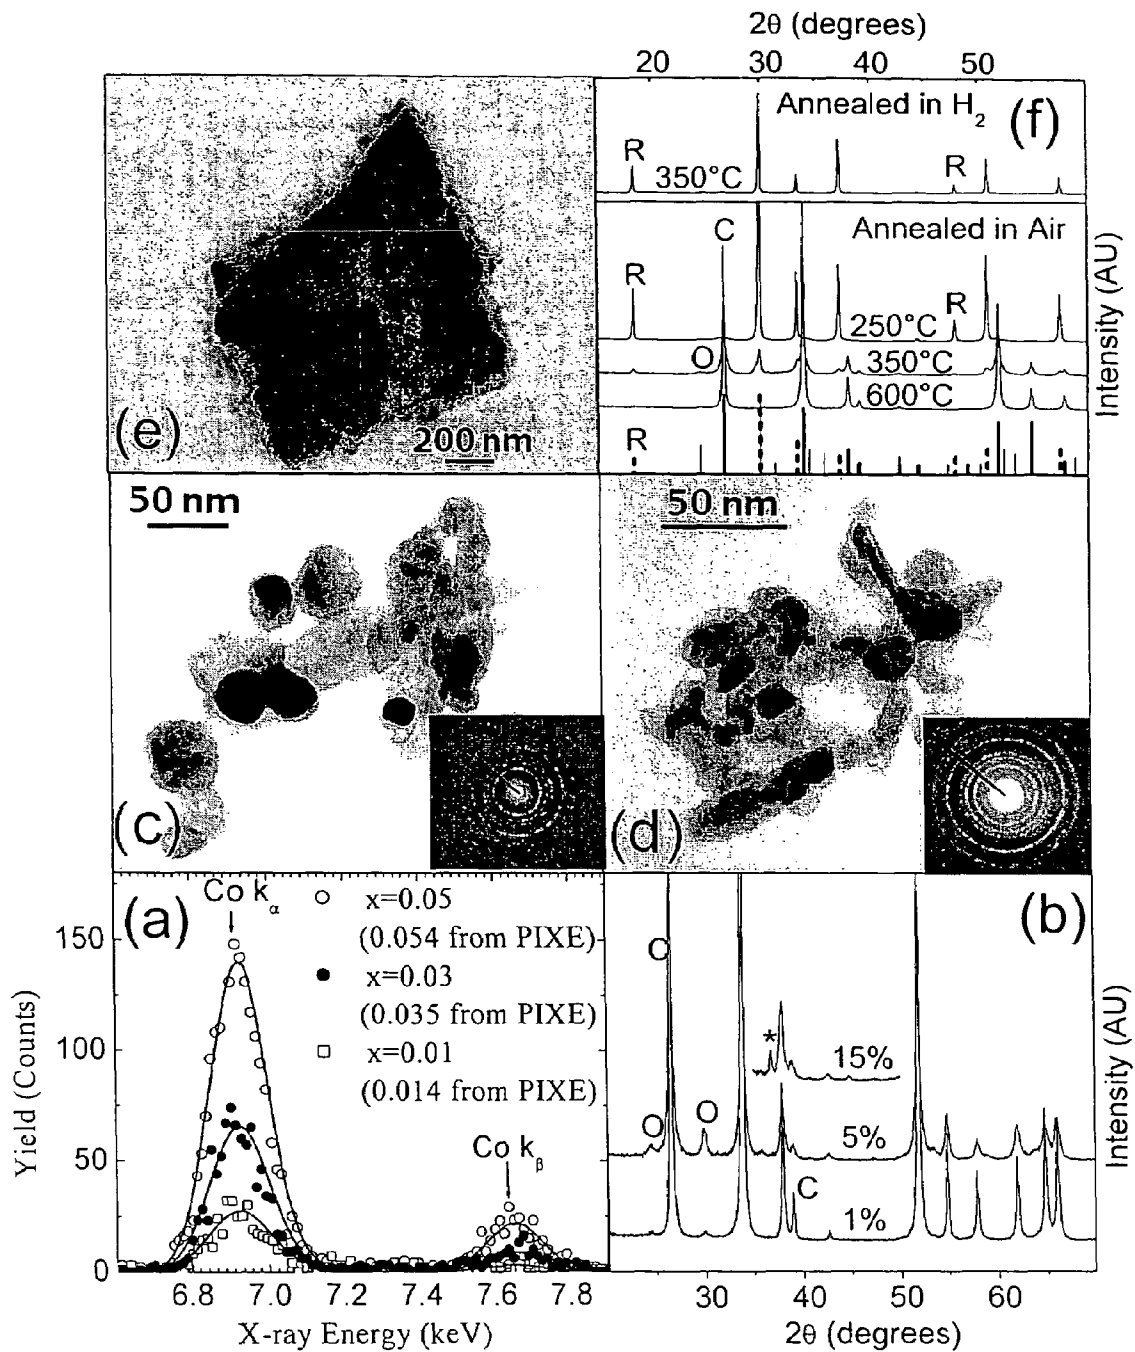 2θ (degrees)
20 30 40 50
Annealed in H₂
(f)
R
350°C
R
C
Annealed in Air
R
R
250°C
O
350°C
600°C
R
Intensity (AU)
(e)
200 nm
50 nm
(c)
50 nm
(d)
(a)
Co kα
x=0.05
(0.054 from PIXE)
x=0.03
(0.035 from PIXE)
x=0.01
(0.014 from PIXE)
Co kβ
150
100
50
0
Yield (Counts)
6.8 7.0 7.2 7.4 7.6 7.8
X-ray Energy (keV)
(b)
C
*
15%
O O
5%
C
1%
Intensity (AU)
30 40 50 60
2θ (degrees)